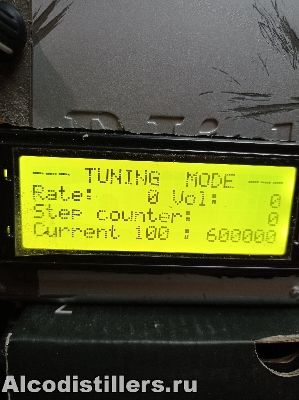 ---- TUNING MODE ----
Rate: 0 Vol: 0
Step counter: 0
Current 100 : 600000
Alcodistillers.ru